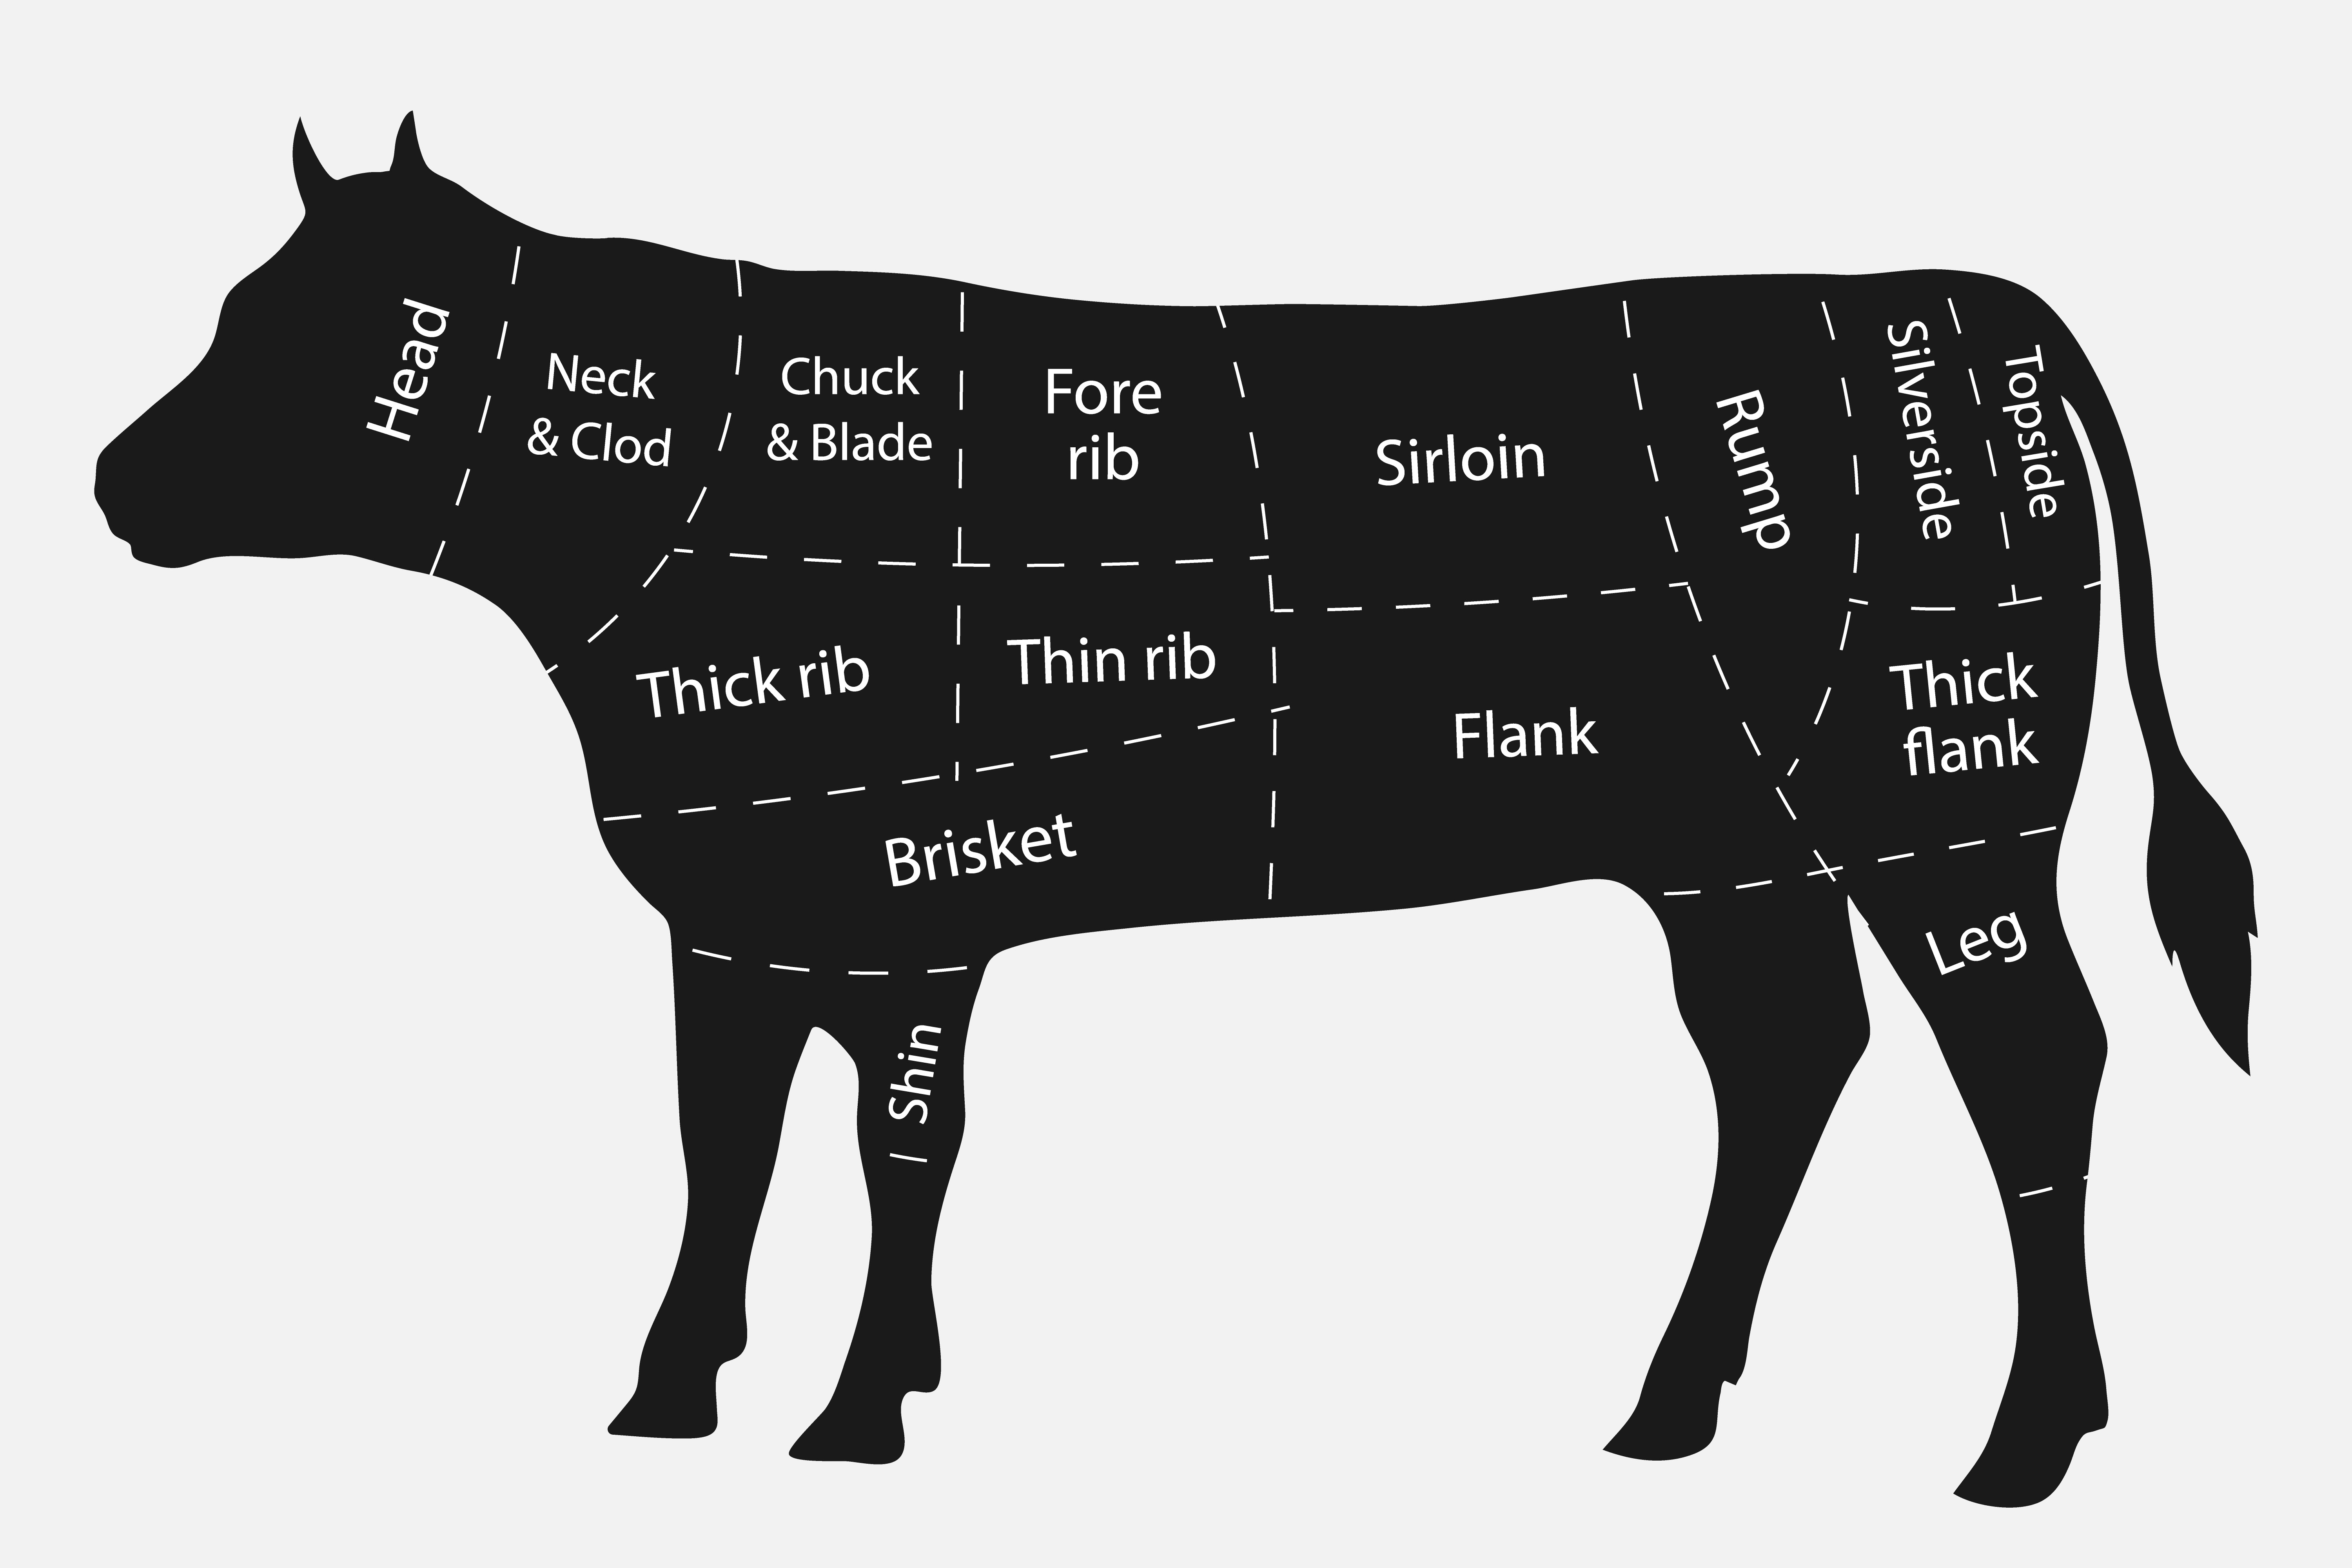 Head
Neck
& Clod
Chuck
& Blade
Fore
rib
Sirloin
Rump
Silverside
Topside
Thick rib
Thin rib
Flank
Thick
flank
Brisket
Leg
Shin